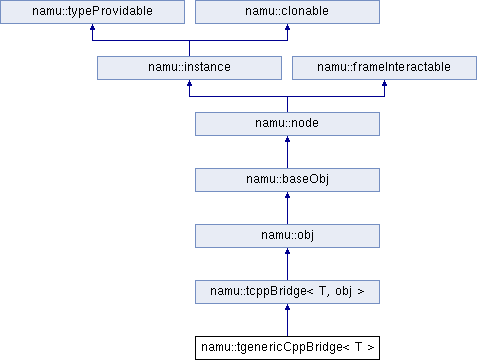 namu::typeProvidable
namu::clonable
namu::instance
namu::frameInteractable
namu::node
namu::baseObj
namu::obj
namu::tcppBridge< T, obj >
namu::tgenericCppBridge< T >